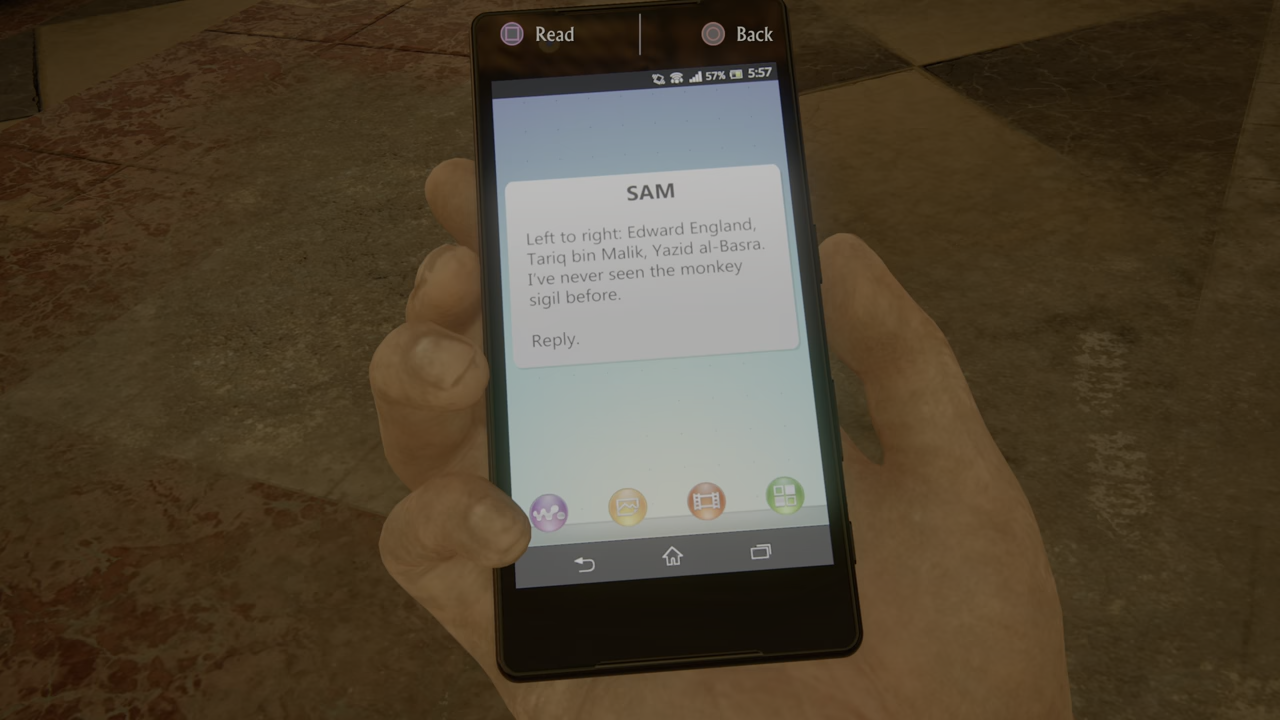 Read
Back
57% 5:57
SAM
Left to right: Edward England,
Tariq bin Malik, Yazid al-Basra.
I've never seen the monkey
sigil before.
Reply.